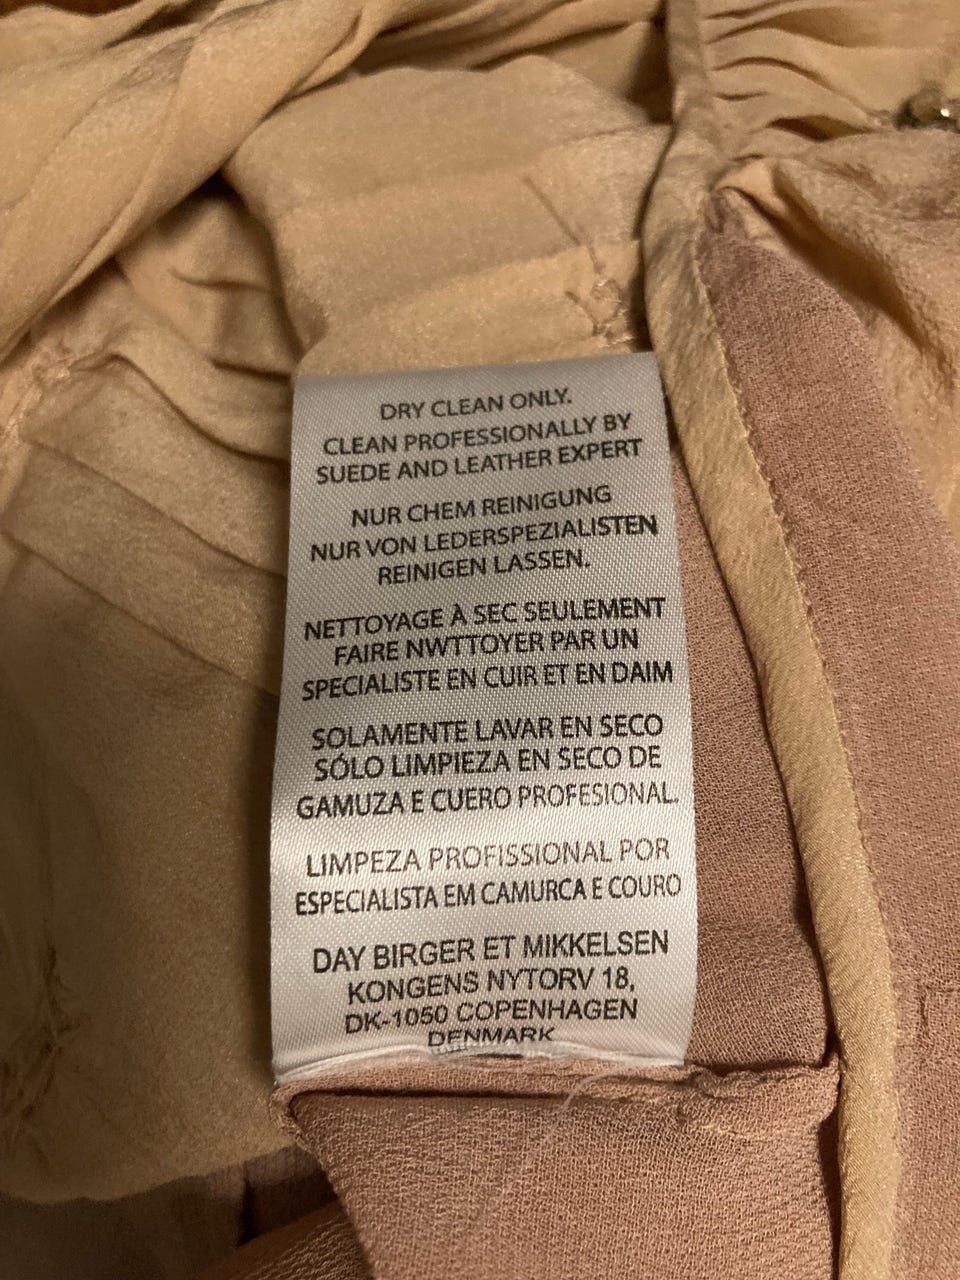 DRY CLEAN ONLY.
CLEAN PROFESSIONALLY BY
SUEDE AND LEATHER EXPERT
NUR CHEM REINIGUNG
NUR VON LEDERSPEZIALISTEN
REINIGEN LASSEN.
NETTOYAGE À SEC SEULEMENT
FAIRE NWTTOYER PAR UN
SPECIALISTE EN CUIR ET EN DAIM
SOLAMENTE LAVAR EN SECO
SÓLO LIMPIEZA EN SECO DE
GAMUZA E CUERO PROFESIONAL.
LIMPEZA PROFISSIONAL POR
ESPECIALISTA EM CAMURCA E COURO
DAY BIRGER ET MIKKELSEN
KONGENS NYTORV 18,
DK-1050 COPENHAGEN
DENMARK